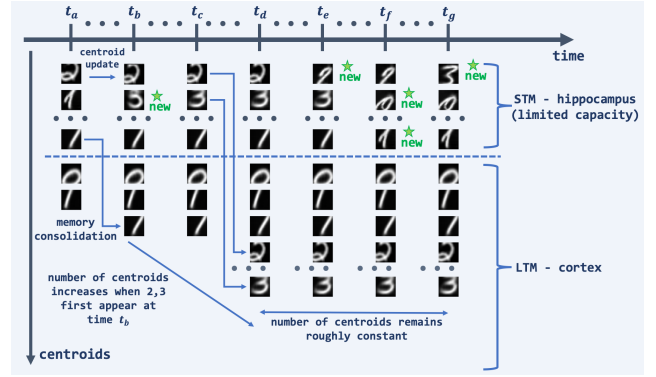 t_a t_b t_c t_d t_e t_f t_g
time
centroid
update
new
new
new
new
new
STM - hippocampus
(limited capacity)
memory
consolidation
number of centroids
increases when 2,3
first appear at
time t_b
LTM - cortex
number of centroids remains
roughly constant
centroids